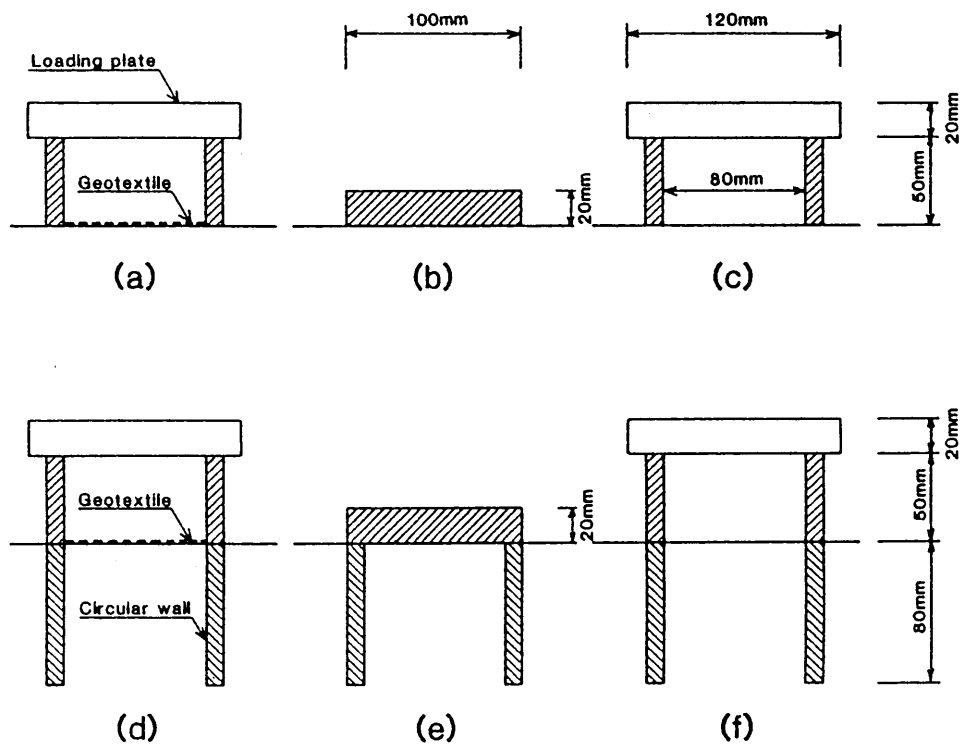 100mm
120mm
Loading plate
Geotextile
80mm
20mm
20mm
50mm
(a)
(b)
(c)
Geotextile
Circular wall
20mm
20mm
50mm
80mm
(d)
(e)
(f)